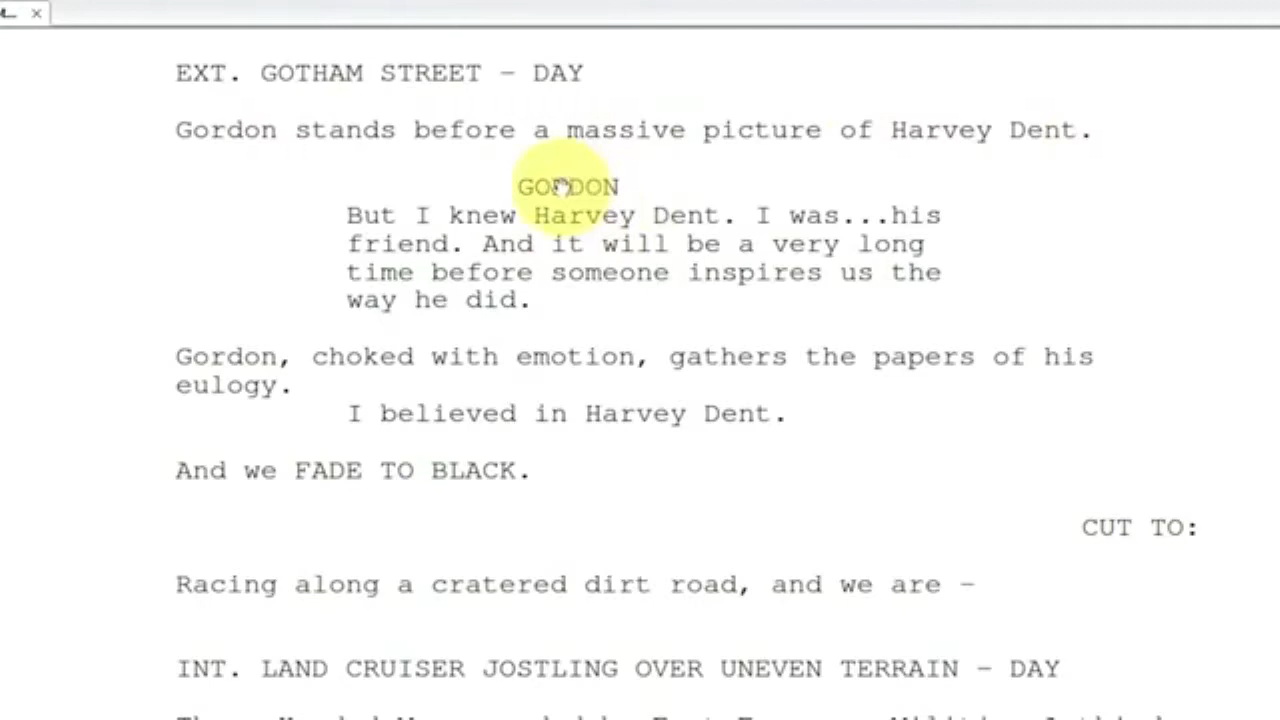 EXT. GOTHAM STREET – DAY
Gordon stands before a massive picture of Harvey Dent.
GORDON
But I knew Harvey Dent. I was...his
friend. And it will be a very long
time before someone inspires us the
way he did.
Gordon, choked with emotion, gathers the papers of his
eulogy.
I believed in Harvey Dent.
And we FADE TO BLACK.
CUT TO:
Racing along a cratered dirt road, and we are –
INT. LAND CRUISER JOSTLING OVER UNEVEN TERRAIN – DAY